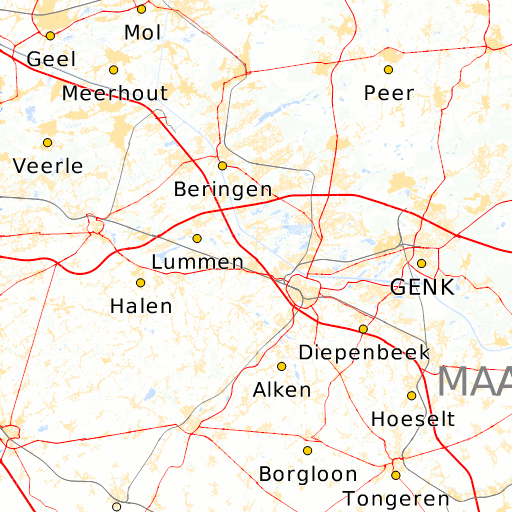 Mol
Geel
Meerhout
Peer
Veerle
Beringen
Lummen
GENK
Halen
Diepenbeek
MAA
Alken
Hoeselt
Borgloon
Tongeren